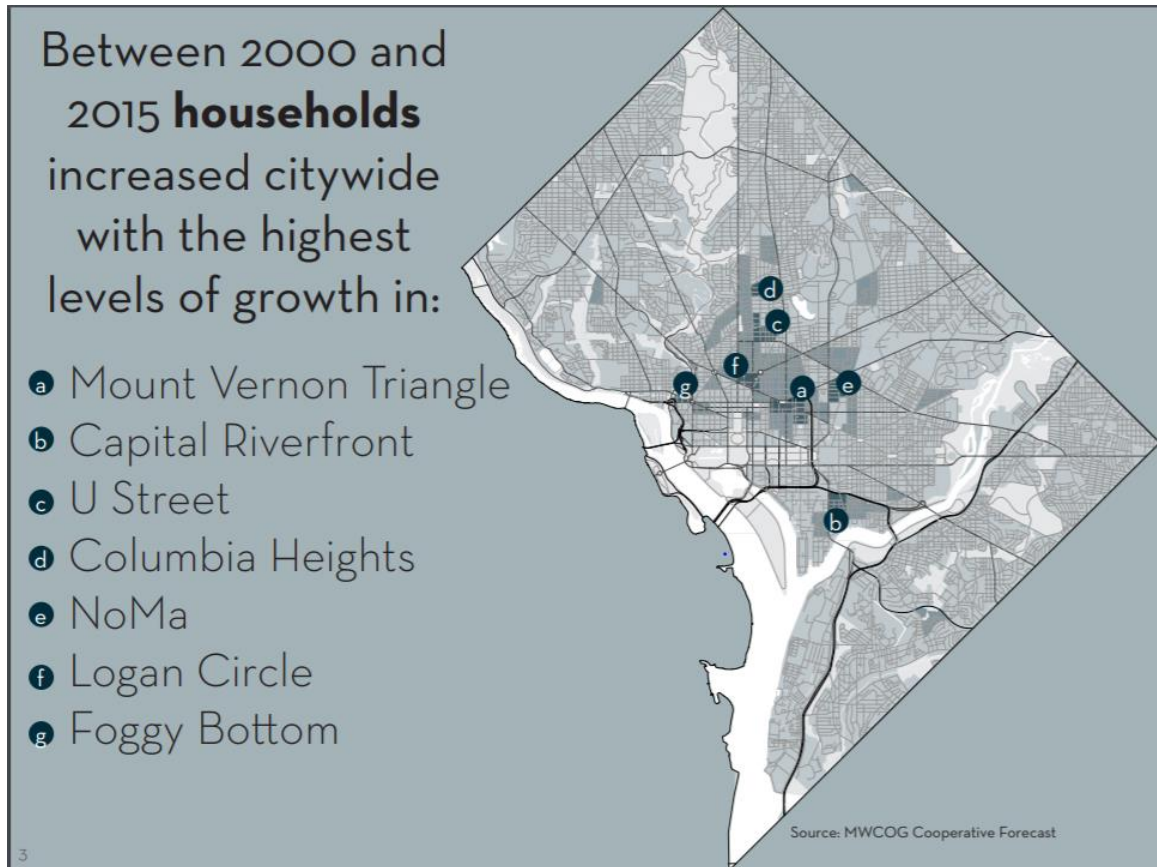 Between 2000 and
2015 households
increased citywide
with the highest
levels of growth in:
a Mount Vernon Triangle
b Capital Riverfront
c U Street
d Columbia Heights
e NoMa
f Logan Circle
g Foggy Bottom
d
c
f
g
a
e
b
Source: MWCOG Cooperative Forecast
3